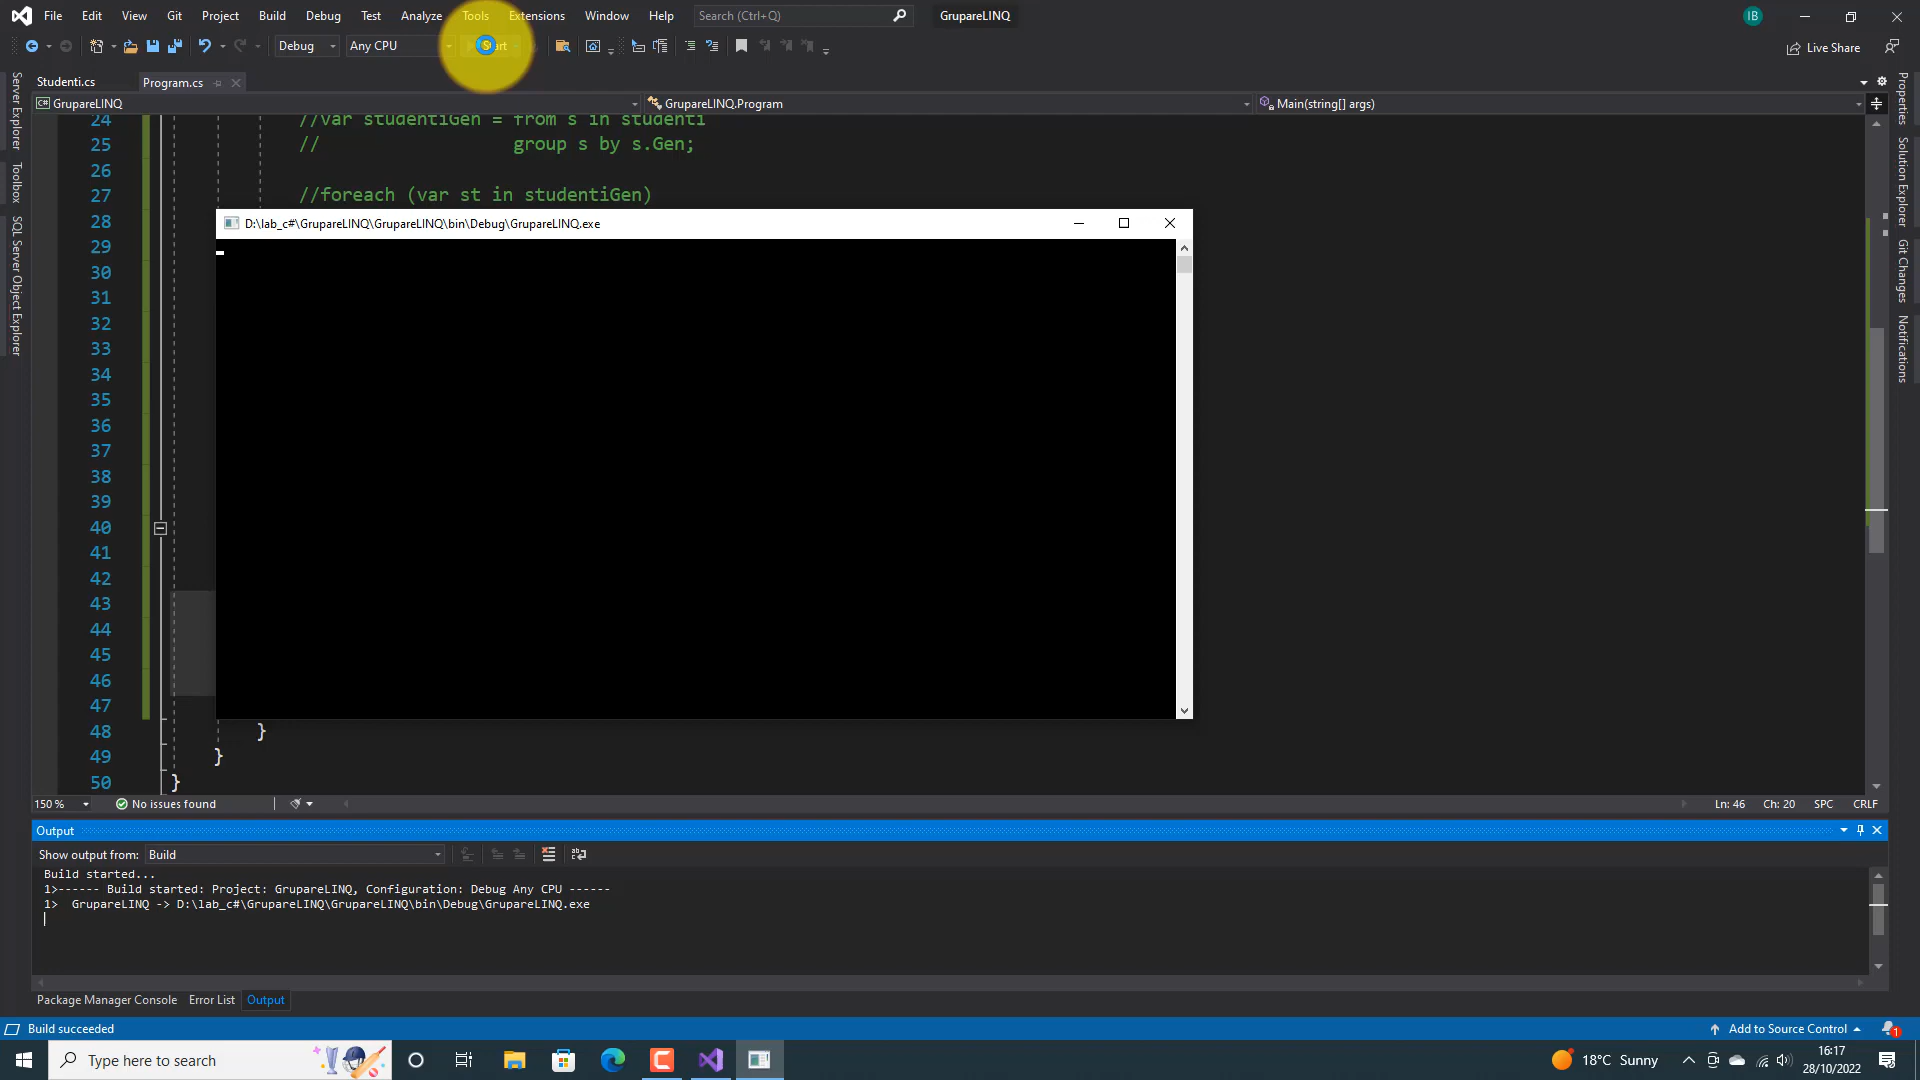 File Edit View Git Project Build Debug Test Analyze Tools Extensions Window Help Search (Ctrl+Q) GrupareLINQ IB
Debug Any CPU Start Live Share
Studenti.cs Program.cs
GrupareLINQ GrupareLINQ.Program Main(string[] args)
24 //var studentiGen = from s in studenti
25 // group s by s.Gen;
26
27 //foreach (var st in studentiGen)
28
D:\lab_c#\GrupareLINQ\GrupareLINQ\bin\Debug\GrupareLINQ.exe
29
30
31
32
33
34
35
36
37
38
39
40
41
42
43
44
45
46
47
48 }
49 }
50 }
150 % No issues found Ln: 46 Ch: 20 SPC CRLF
Output
Show output from: Build
Build started...
1>------ Build started: Project: GrupareLINQ, Configuration: Debug Any CPU ------
1> GrupareLINQ -> D:\lab_c#\GrupareLINQ\GrupareLINQ\bin\Debug\GrupareLINQ.exe
Package Manager Console Error List Output
Build succeeded Add to Source Control 1
Type here to search 18°C Sunny 16:17
28/10/2022
Server Explorer
Toolbox
SQL Server Object Explorer
Properties
Solution Explorer
Git Changes
Notifications